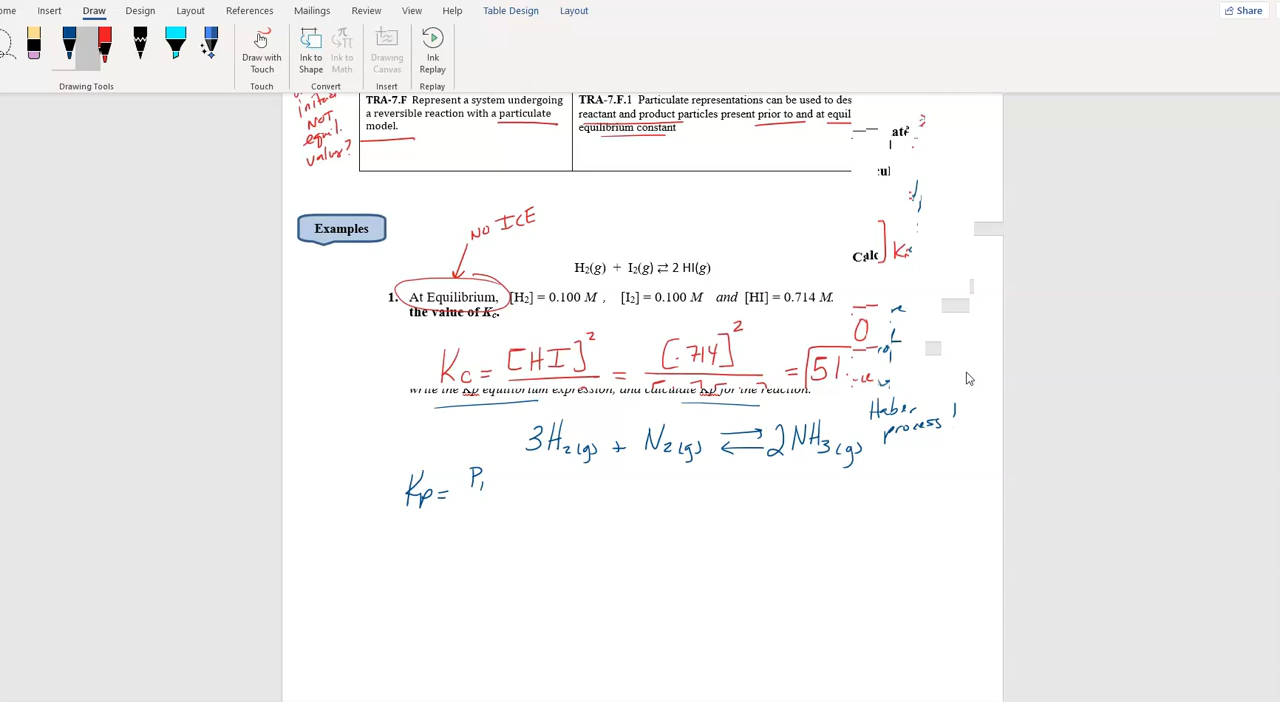 Insert Draw Design Layout References Mailings Review View Help Table Design Layout Share
Draw with Touch
Ink to Shape
Ink to Math
Drawing Canvas
Ink Replay
Drawing Tools Touch Convert Insert Replay
NOT
equil.
value?
TRA-7.F Represent a system undergoing
a reversible reaction with a particulate
model.
TRA-7.F.1 Particulate representations can be used to des
reactant and product particles present prior to and at equil
equilibrium constant
Examples
NO ICE
H₂(g) + I₂(g) ⇄ 2 HI(g)
1. At Equilibrium, [H₂] = 0.100 M , [I₂] = 0.100 M and [HI] = 0.714 M.
the value of Kc.
Calc
Kc = [HI]² = [.714]² = 51.
0
Write the Kp equilibrium expression, and calculate Kp for the reaction.
Haber
process
3H₂(g) + N₂(g) ⇄ 2NH₃(g)
Kp = P